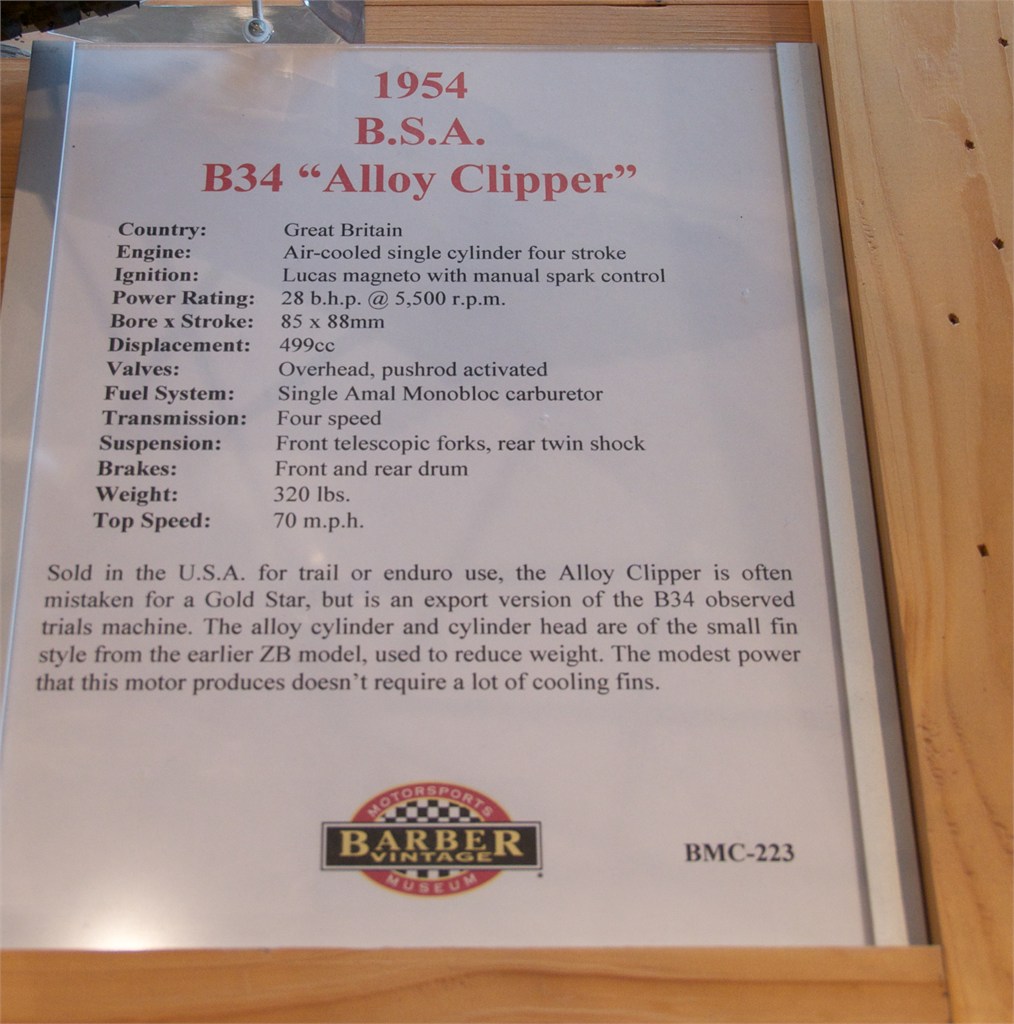 1954
B.S.A.
B34 “Alloy Clipper”
Country: Great Britain
Engine: Air-cooled single cylinder four stroke
Ignition: Lucas magneto with manual spark control
Power Rating: 28 b.h.p. @ 5,500 r.p.m.
Bore x Stroke: 85 x 88mm
Displacement: 499cc
Valves: Overhead, pushrod activated
Fuel System: Single Amal Monobloc carburetor
Transmission: Four speed
Suspension: Front telescopic forks, rear twin shock
Brakes: Front and rear drum
Weight: 320 lbs.
Top Speed: 70 m.p.h.
Sold in the U.S.A. for trail or enduro use, the Alloy Clipper is often
mistaken for a Gold Star, but is an export version of the B34 observed
trials machine. The alloy cylinder and cylinder head are of the small fin
style from the earlier ZB model, used to reduce weight. The modest power
that this motor produces doesn’t require a lot of cooling fins.
MOTORSPORTS
BARBER
VINTAGE
MUSEUM
BMC-223